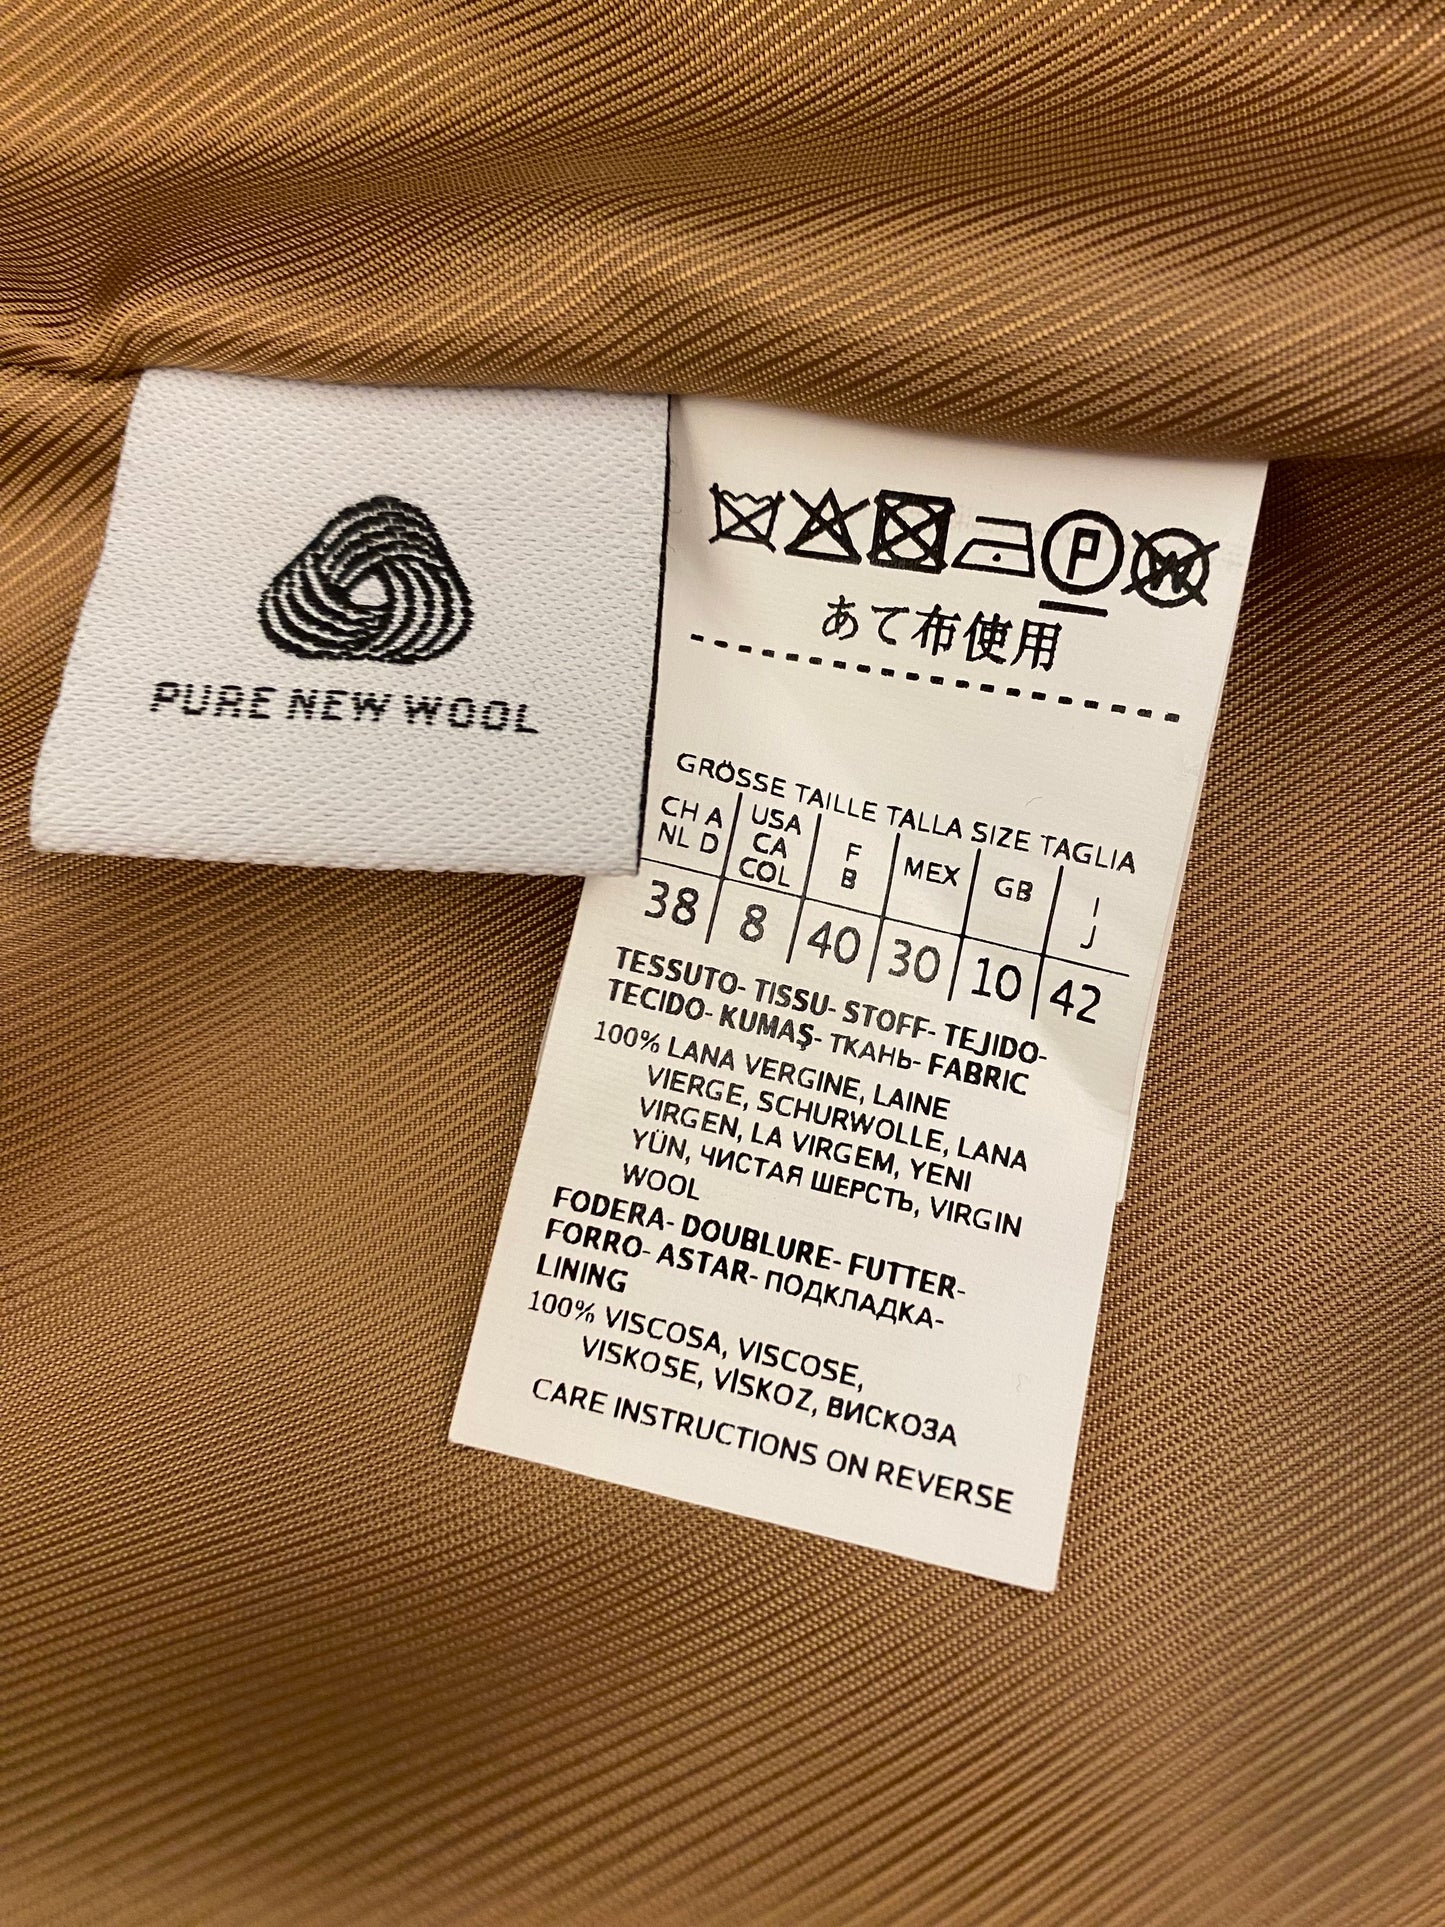 PURE NEW WOOL
P
W
あて布使用
GRÖSSE TAILLE TALLA SIZE TAGLIA
CH A NL D | USA CA COL | F B | MEX | GB | I J
38 | 8 | 40 | 30 | 10 | 42
TESSUTO- TISSU- STOFF- TEJIDO-
TECIDO- KUMAŞ- ТКАНЬ- FABRIC
100% LANA VERGINE, LAINE
VIERGE, SCHURWOLLE, LANA
VIRGEN, LA VIRGEM, YENI
YÜN, ЧИСТАЯ ШЕРСТЬ, VIRGIN
WOOL
FODERA- DOUBLURE- FUTTER-
FORRO- ASTAR- ПОДКЛАДКА-
LINING
100% VISCOSA, VISCOSE,
VISKOSE, VİSKOZ, ВИСКОЗА
CARE INSTRUCTIONS ON REVERSE